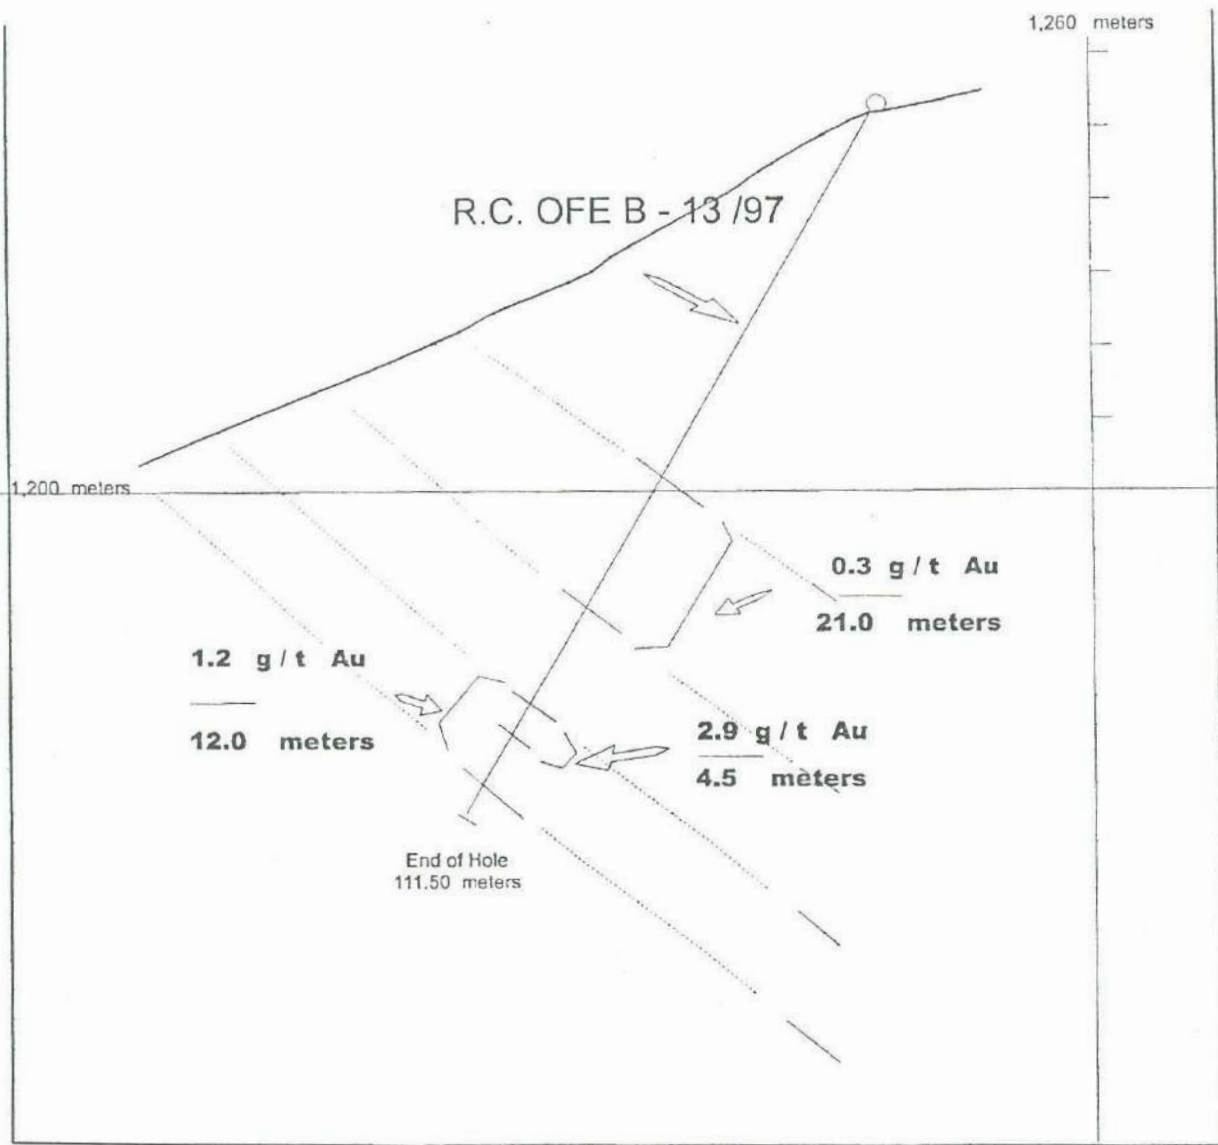 1,260 meters
R.C. OFE B - 13 /97
1,200 meters
0.3 g / t Au
21.0 meters
1.2 g / t Au
12.0 meters
2.9 g / t Au
4.5 meters
End of Hole
111.50 meters